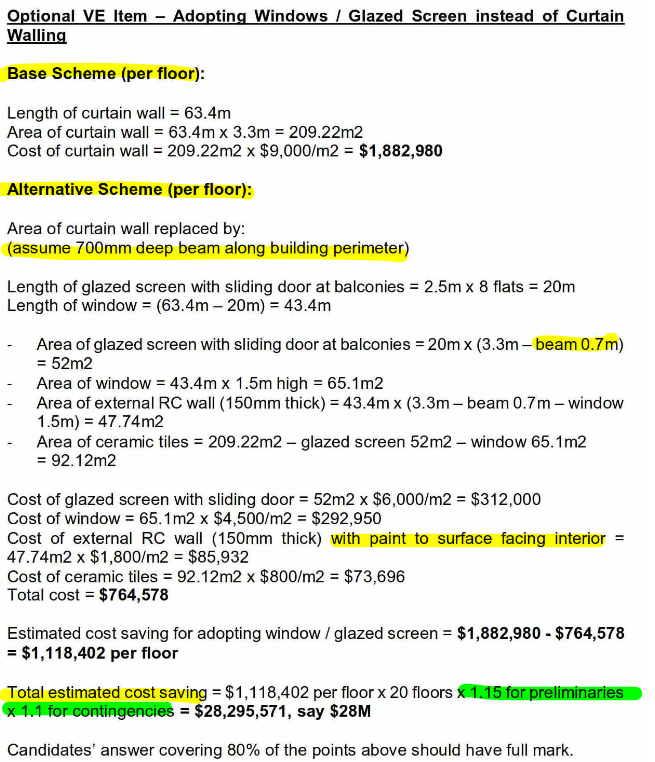 Optional VE Item – Adopting Windows / Glazed Screen instead of Curtain
Walling
Base Scheme (per floor):
Length of curtain wall = 63.4m
Area of curtain wall = 63.4m x 3.3m = 209.22m2
Cost of curtain wall = 209.22m2 x $9,000/m2 = $1,882,980
Alternative Scheme (per floor):
Area of curtain wall replaced by:
(assume 700mm deep beam along building perimeter)
Length of glazed screen with sliding door at balconies = 2.5m x 8 flats = 20m
Length of window = (63.4m – 20m) = 43.4m
- Area of glazed screen with sliding door at balconies = 20m x (3.3m – beam 0.7m)
= 52m2
- Area of window = 43.4m x 1.5m high = 65.1m2
- Area of external RC wall (150mm thick) = 43.4m x (3.3m – beam 0.7m – window
1.5m) = 47.74m2
- Area of ceramic tiles = 209.22m2 – glazed screen 52m2 – window 65.1m2
= 92.12m2
Cost of glazed screen with sliding door = 52m2 x $6,000/m2 = $312,000
Cost of window = 65.1m2 x $4,500/m2 = $292,950
Cost of external RC wall (150mm thick) with paint to surface facing interior =
47.74m2 x $1,800/m2 = $85,932
Cost of ceramic tiles = 92.12m2 x $800/m2 = $73,696
Total cost = $764,578
Estimated cost saving for adopting window / glazed screen = $1,882,980 - $764,578
= $1,118,402 per floor
Total estimated cost saving = $1,118,402 per floor x 20 floors x 1.15 for preliminaries
x 1.1 for contingencies = $28,295,571, say $28M
Candidates' answer covering 80% of the points above should have full mark.